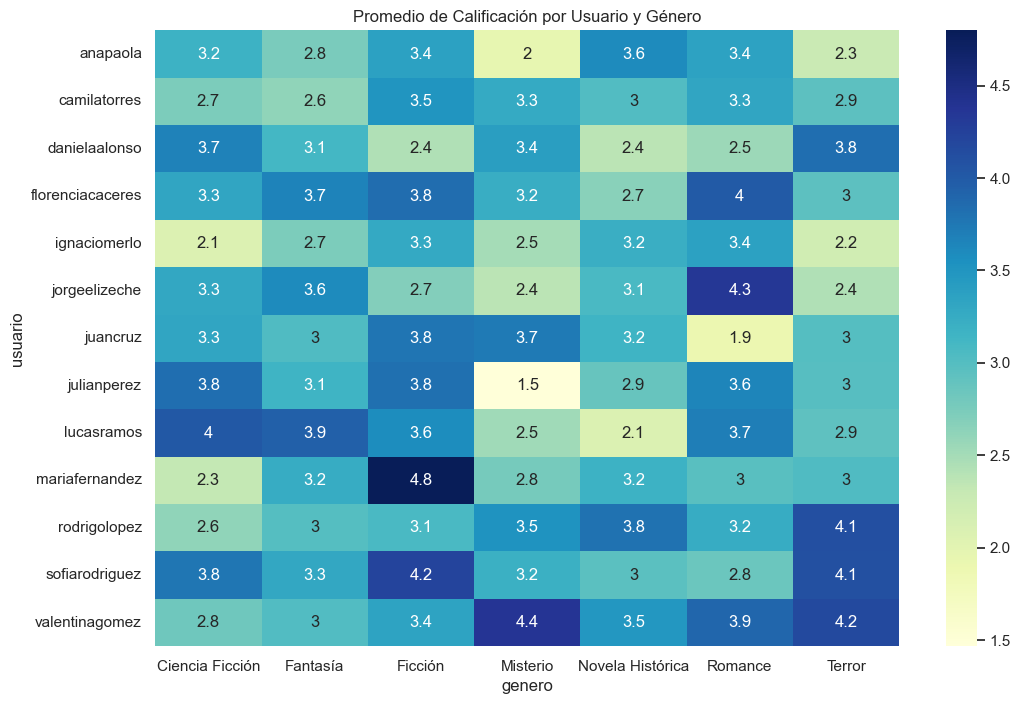 Promedio de Calificación por Usuario y Género
usuario
anapaola 3.2 2.8 3.4 2 3.6 3.4 2.3
camilatorres 2.7 2.6 3.5 3.3 3 3.3 2.9
danielaalonso 3.7 3.1 2.4 3.4 2.4 2.5 3.8
florenciacaceres 3.3 3.7 3.8 3.2 2.7 4 3
ignaciomerlo 2.1 2.7 3.3 2.5 3.2 3.4 2.2
jorgeelizeche 3.3 3.6 2.7 2.4 3.1 4.3 2.4
juancruz 3.3 3 3.8 3.7 3.2 1.9 3
julianperez 3.8 3.1 3.8 1.5 2.9 3.6 3
lucasramos 4 3.9 3.6 2.5 2.1 3.7 2.9
mariafernandez 2.3 3.2 4.8 2.8 3.2 3 3
rodrigolopez 2.6 3 3.1 3.5 3.8 3.2 4.1
sofiarodriguez 3.8 3.3 4.2 3.2 3 2.8 4.1
valentinagomez 2.8 3 3.4 4.4 3.5 3.9 4.2
Ciencia Ficción Fantasía Ficción Misterio Novela Histórica Romance Terror
genero
4.5
4.0
3.5
3.0
2.5
2.0
1.5